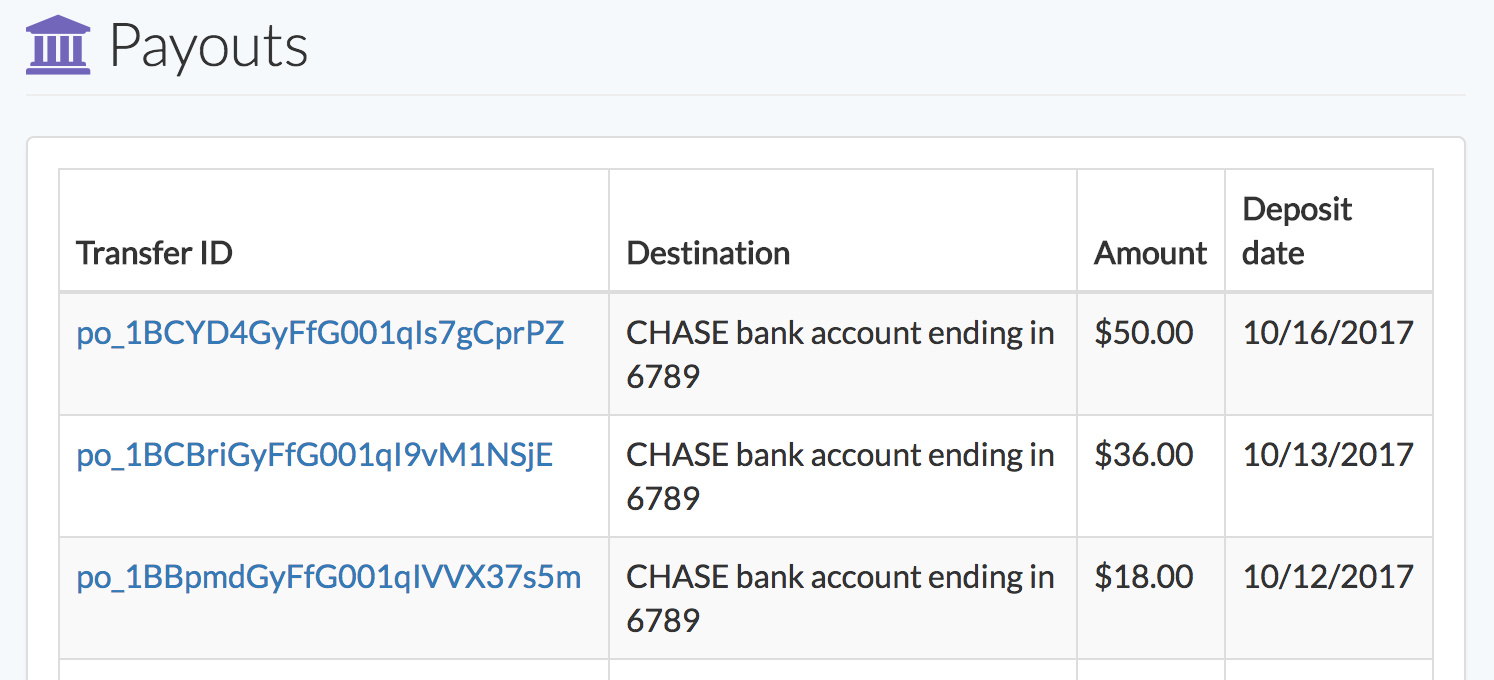 Payouts
Transfer ID
Destination
Amount
Deposit
date
po_1BCYD4GyFfG001qIs7gCprPZ
CHASE bank account ending in
6789
$50.00
10/16/2017
po_1BCBriGyFfG001qI9vM1NSjE
CHASE bank account ending in
6789
$36.00
10/13/2017
po_1BBpmdGyFfG001qIVVX37s5m
CHASE bank account ending in
6789
$18.00
10/12/2017